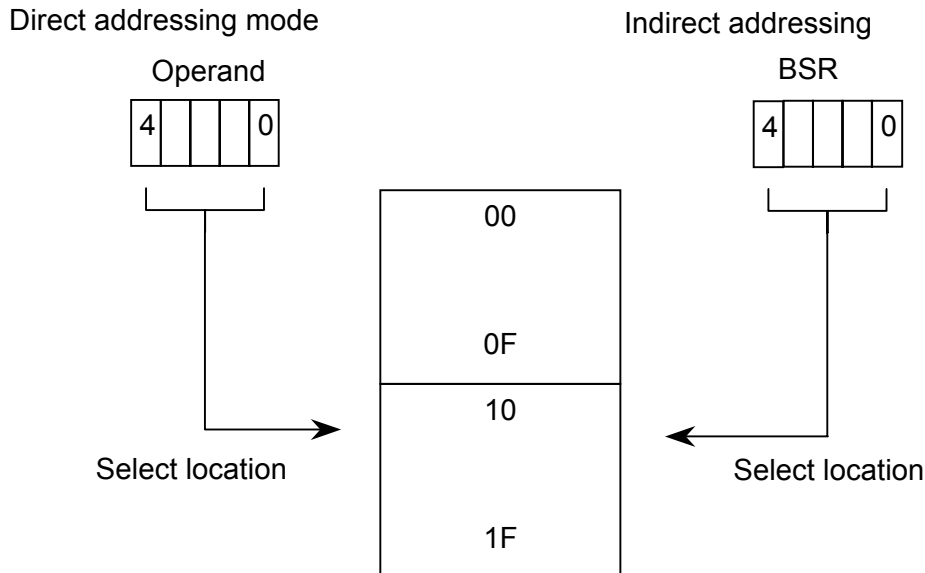 Direct addressing mode
Indirect addressing
Operand
BSR
4 0
4 0
00
0F
10
1F
Select location
Select location